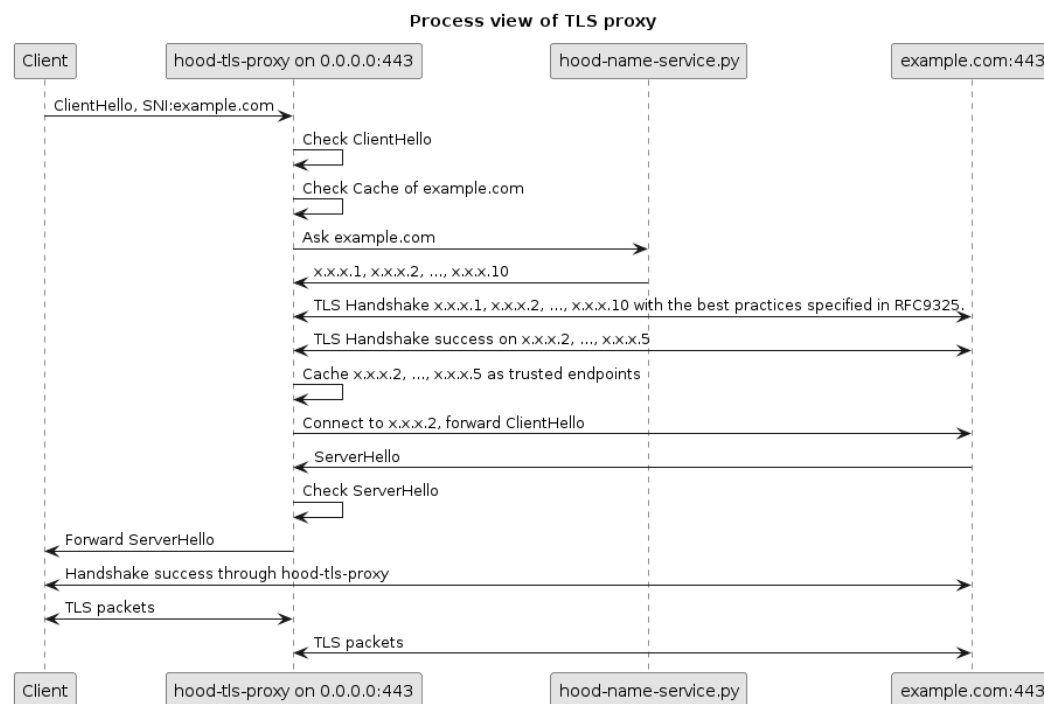 Process view of TLS proxy
Client
hood-tls-proxy on 0.0.0.0:443
hood-name-service.py
example.com:443
ClientHello, SNI:example.com
Check ClientHello
Check Cache of example.com
Ask example.com
x.x.x.1, x.x.x.2, ..., x.x.x.10
TLS Handshake x.x.x.1, x.x.x.2, ..., x.x.x.10 with the best practices specified in RFC9325.
TLS Handshake success on x.x.x.2, ..., x.x.x.5
Cache x.x.x.2, ..., x.x.x.5 as trusted endpoints
Connect to x.x.x.2, forward ClientHello
ServerHello
Check ServerHello
Forward ServerHello
Handshake success through hood-tls-proxy
TLS packets
TLS packets
Client
hood-tls-proxy on 0.0.0.0:443
hood-name-service.py
example.com:443